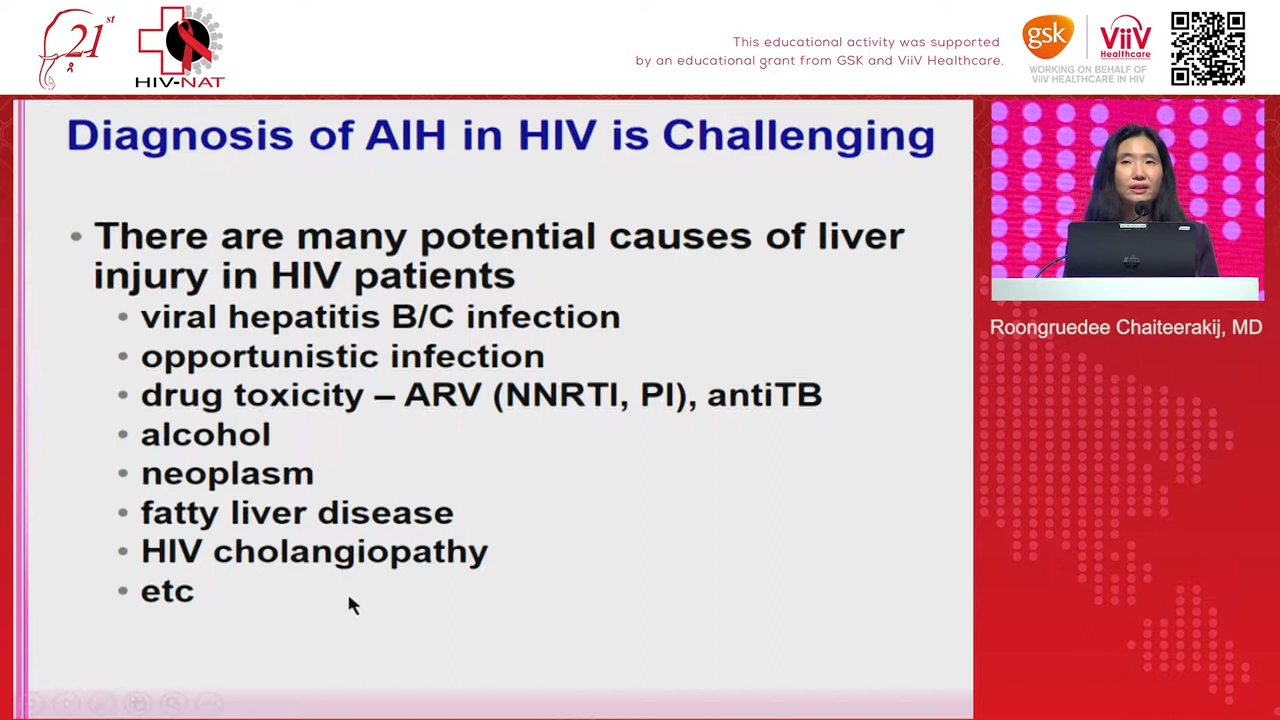 21st
HIV-NAT
This educational activity was supported
by an educational grant from GSK and ViiV Healthcare.
gsk
ViiV
Healthcare
WORKING ON BEHALF OF
ViiV HEALTHCARE IN HIV
Diagnosis of AIH in HIV is Challenging
• There are many potential causes of liver
injury in HIV patients
• viral hepatitis B/C infection
• opportunistic infection
• drug toxicity – ARV (NNRTI, PI), antiTB
• alcohol
• neoplasm
• fatty liver disease
• HIV cholangiopathy
• etc
Roongruedee Chaiteerakij, MD